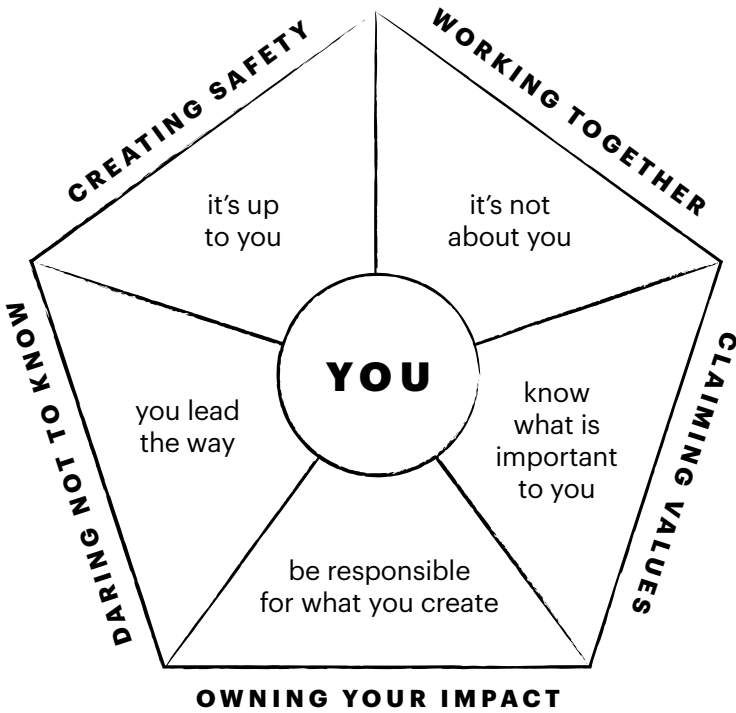 CREATING SAFETY
WORKING TOGETHER
it’s up
to you
it’s not
about you
DARING NOT TO KNOW
YOU
CLAIMING VALUES
you lead
the way
know
what is
important
to you
be responsible
for what you create
OWNING YOUR IMPACT